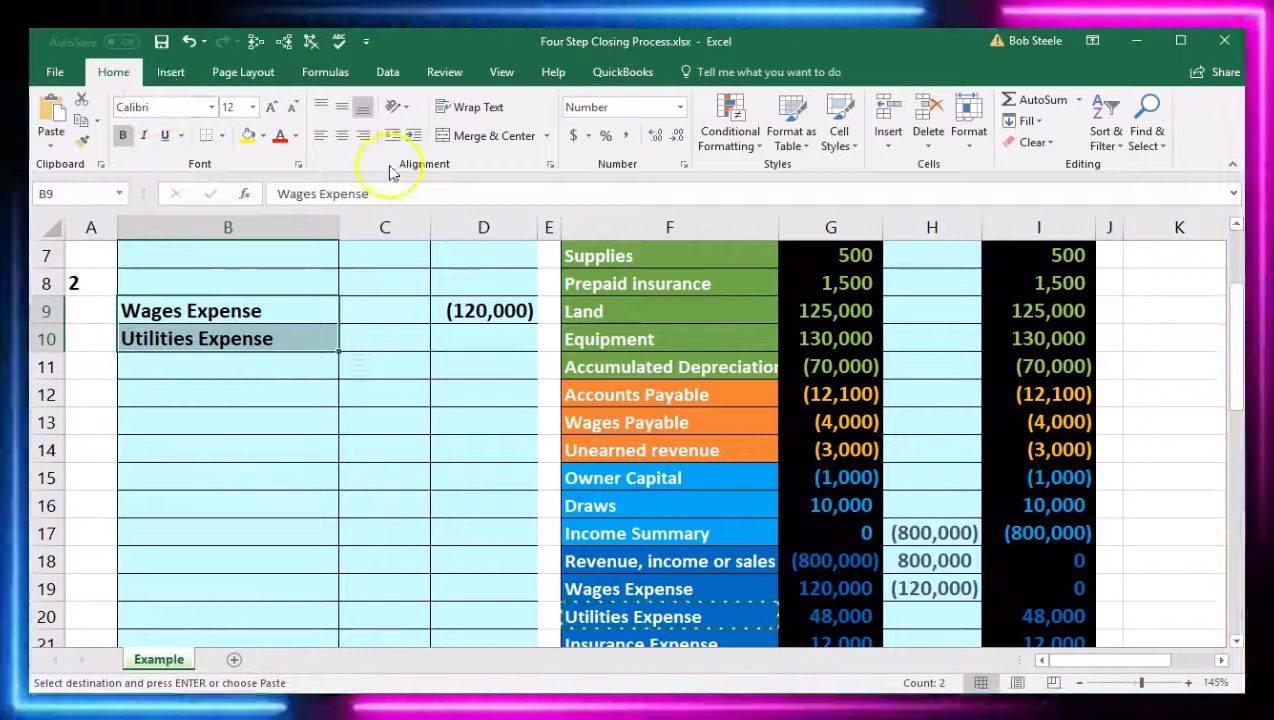 AutoSave Off Four Step Closing Process.xlsx - Excel Bob Steele
File Home Insert Page Layout Formulas Data Review View Help QuickBooks Tell me what you want to do Share
Calibri 12 Wrap Text Number AutoSum
Paste B I U Merge & Center $ % , Conditional Formatting Format as Table Cell Styles Insert Delete Format Fill Clear Sort & Filter Find & Select
Clipboard Font Alignment Number Styles Cells Editing
B9 fx Wages Expense
A B C D E F G H I J K
7 Supplies 500 500
8 2 Prepaid insurance 1,500 1,500
9 Wages Expense (120,000) Land 125,000 125,000
10 Utilities Expense Equipment 130,000 130,000
11 Accumulated Depreciation (70,000) (70,000)
12 Accounts Payable (12,100) (12,100)
13 Wages Payable (4,000) (4,000)
14 Unearned revenue (3,000) (3,000)
15 Owner Capital (1,000) (1,000)
16 Draws 10,000 10,000
17 Income Summary 0 (800,000) (800,000)
18 Revenue, income or sales (800,000) 800,000 0
19 Wages Expense 120,000 (120,000) 0
20 Utilities Expense 48,000 48,000
21 Insurance Expense 12,000 12,000
Example
Select destination and press ENTER or choose Paste Count: 2 145%